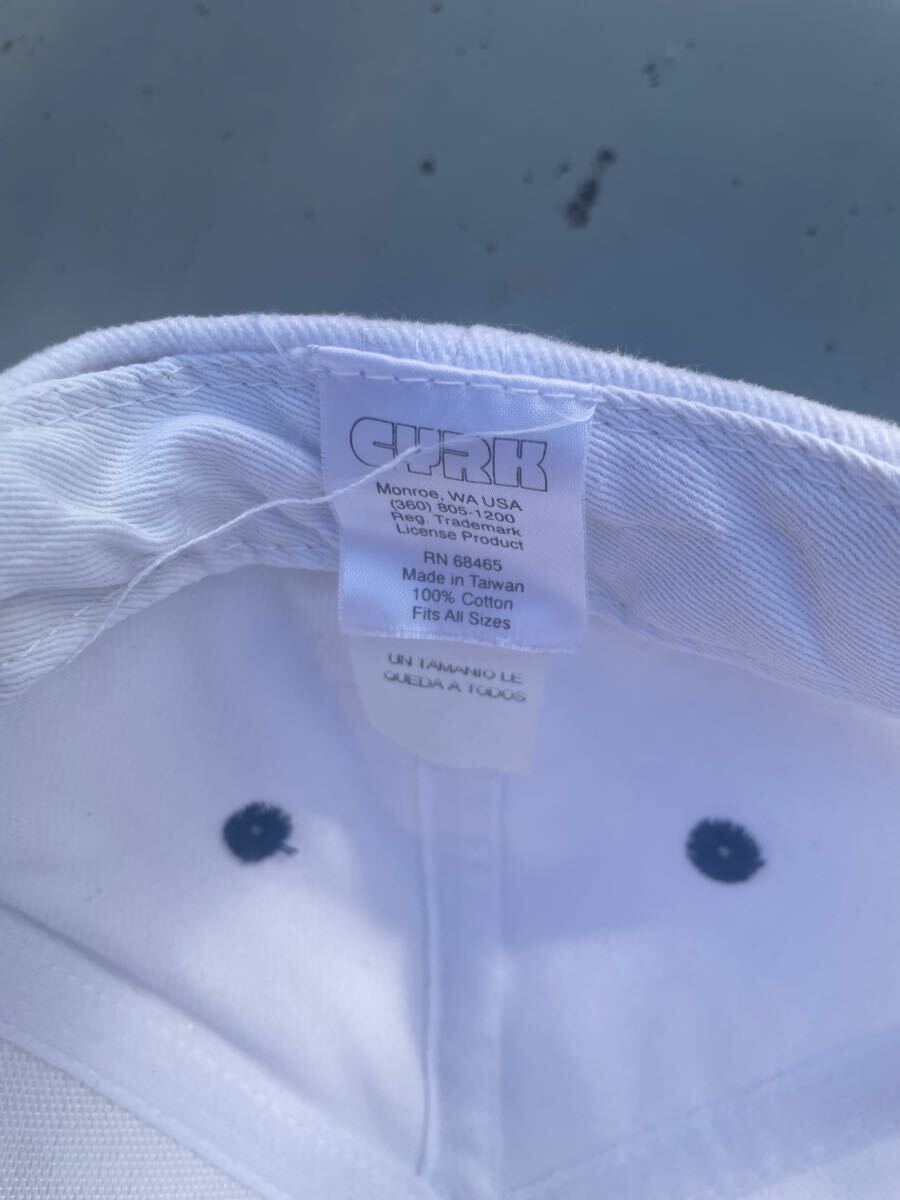 CYRK
Monroe, WA USA
(360) 805-1200
Reg. Trademark
License Product
RN 68465
Made in Taiwan
100% Cotton
Fits All Sizes
UN TAMANIO LE
QUEDA A TODOS